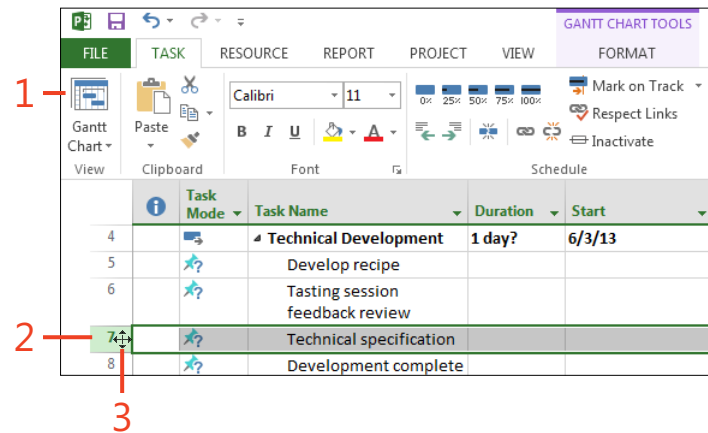 GANTT CHART TOOLS
FILE TASK RESOURCE REPORT PROJECT VIEW FORMAT
1
Gantt Chart
Paste
Calibri 11
B I U A
0% 25% 50% 75% 100%
Mark on Track
Respect Links
Inactivate
View Clipboard Font Schedule
Task Mode Task Name Duration Start
4 Technical Development 1 day? 6/3/13
5 ? Develop recipe
6 ? Tasting session
feedback review
2 7 ? Technical specification
8 ? Development complete
3